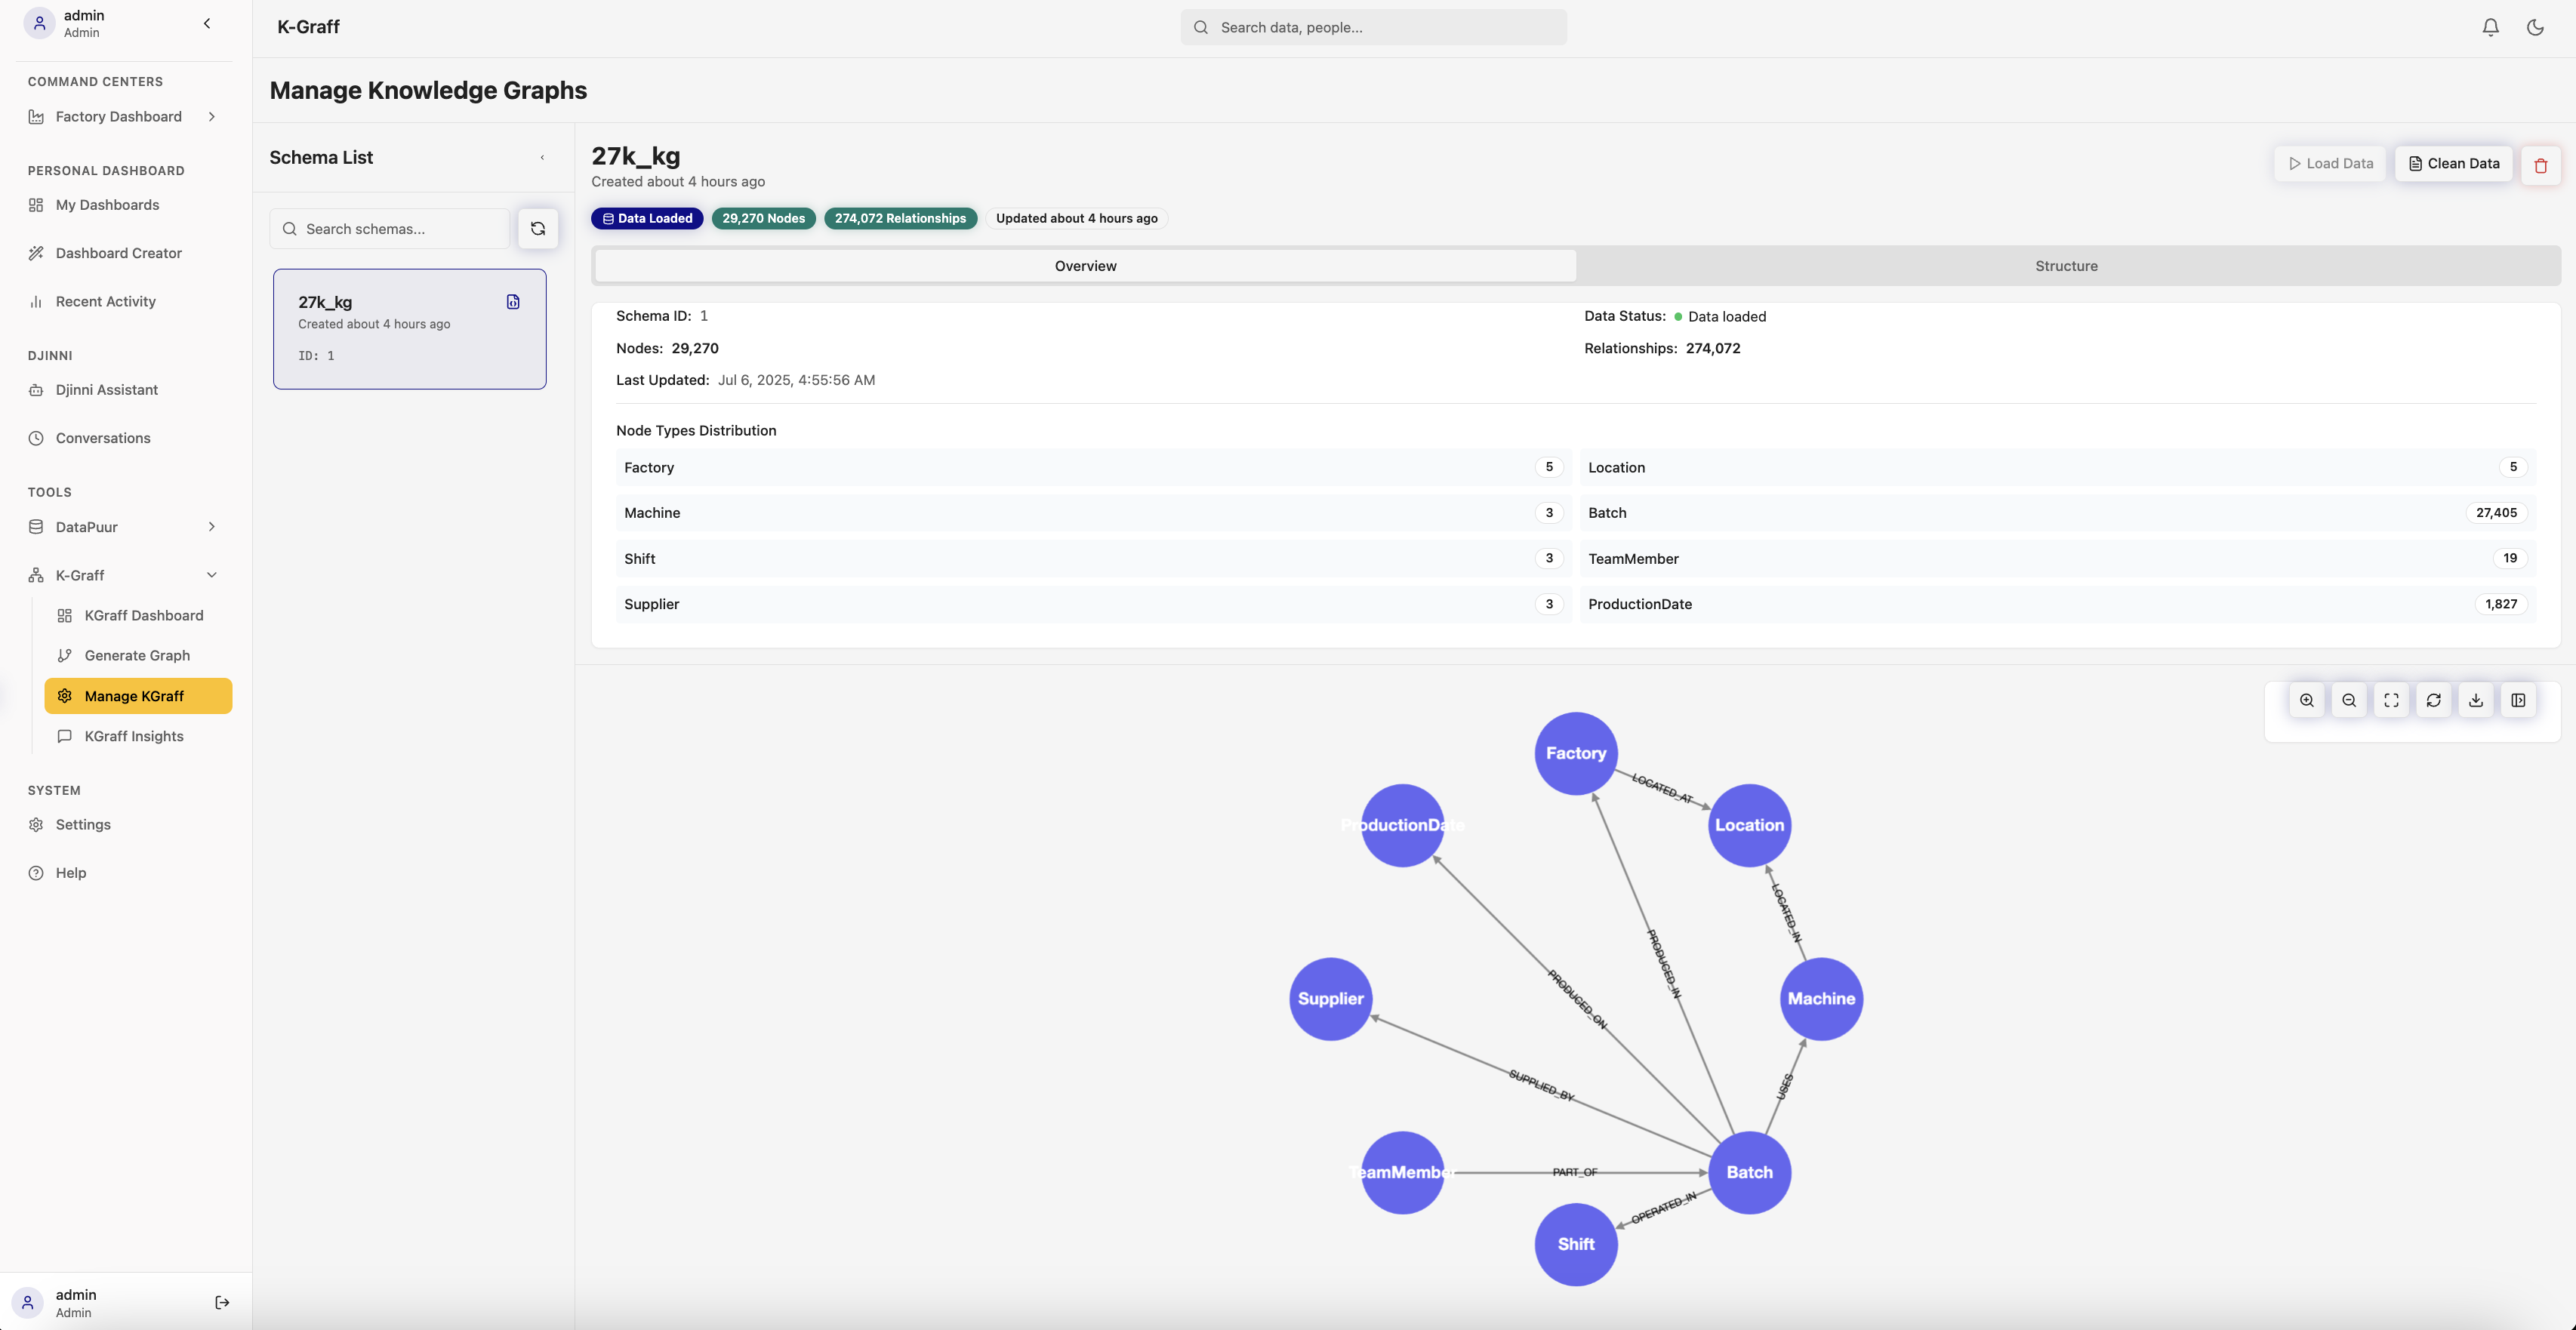 admin
Admin
COMMAND CENTERS
Factory Dashboard
PERSONAL DASHBOARD
My Dashboards
Dashboard Creator
Recent Activity
DJINNI
Djinni Assistant
Conversations
TOOLS
DataPuur
K-Graff
KGraff Dashboard
Generate Graph
Manage KGraff
KGraff Insights
SYSTEM
Settings
Help
admin
Admin
K-Graff
Search data, people...
Manage Knowledge Graphs
Schema List
Search schemas...
27k_kg
Created about 4 hours ago
ID: 1
27k_kg
Created about 4 hours ago
Load Data
Clean Data
Data Loaded
29,270 Nodes
274,072 Relationships
Updated about 4 hours ago
Overview
Structure
Schema ID: 1
Data Status: Data loaded
Nodes: 29,270
Relationships: 274,072
Last Updated: Jul 6, 2025, 4:55:56 AM
Node Types Distribution
Factory 5
Location 5
Machine 3
Batch 27,405
Shift 3
TeamMember 19
Supplier 3
ProductionDate 1,827
Factory
LOCATED_AT
ProductionDate
Location
LOCATED_IN
PRODUCED_IN
PRODUCED_ON
Supplier
Machine
SUPPLIED_BY
USES
TeamMember
PART_OF
Batch
OPERATED_IN
Shift